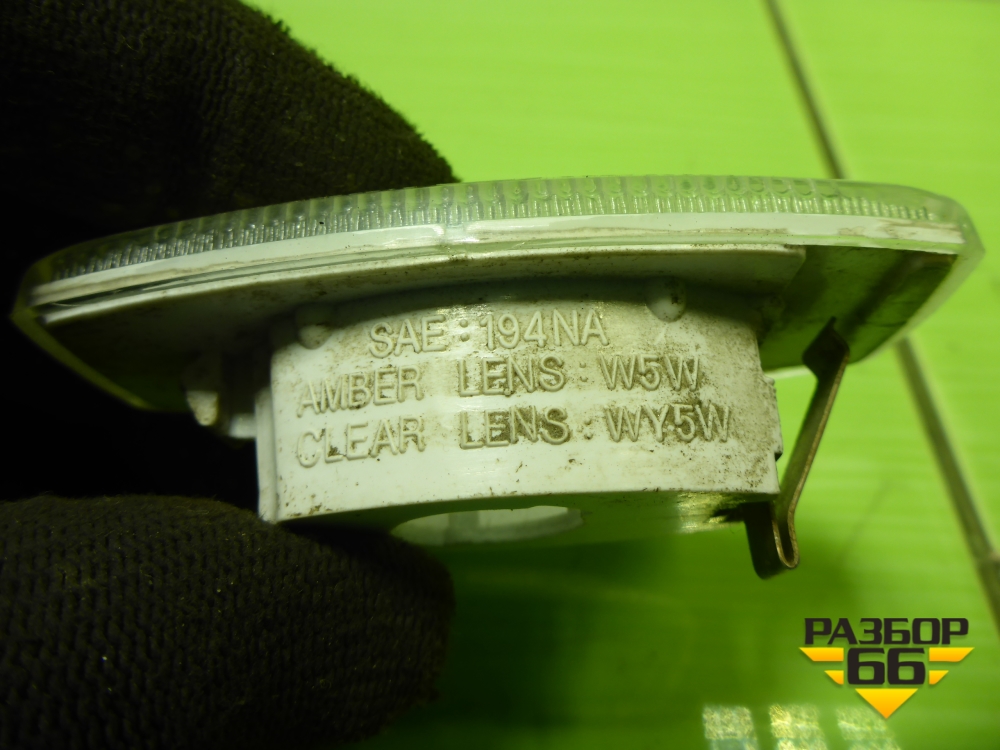 SAE : 194NA
AMBER LENS : W5W
CLEAR LENS : WY5W
РАЗБОР
66